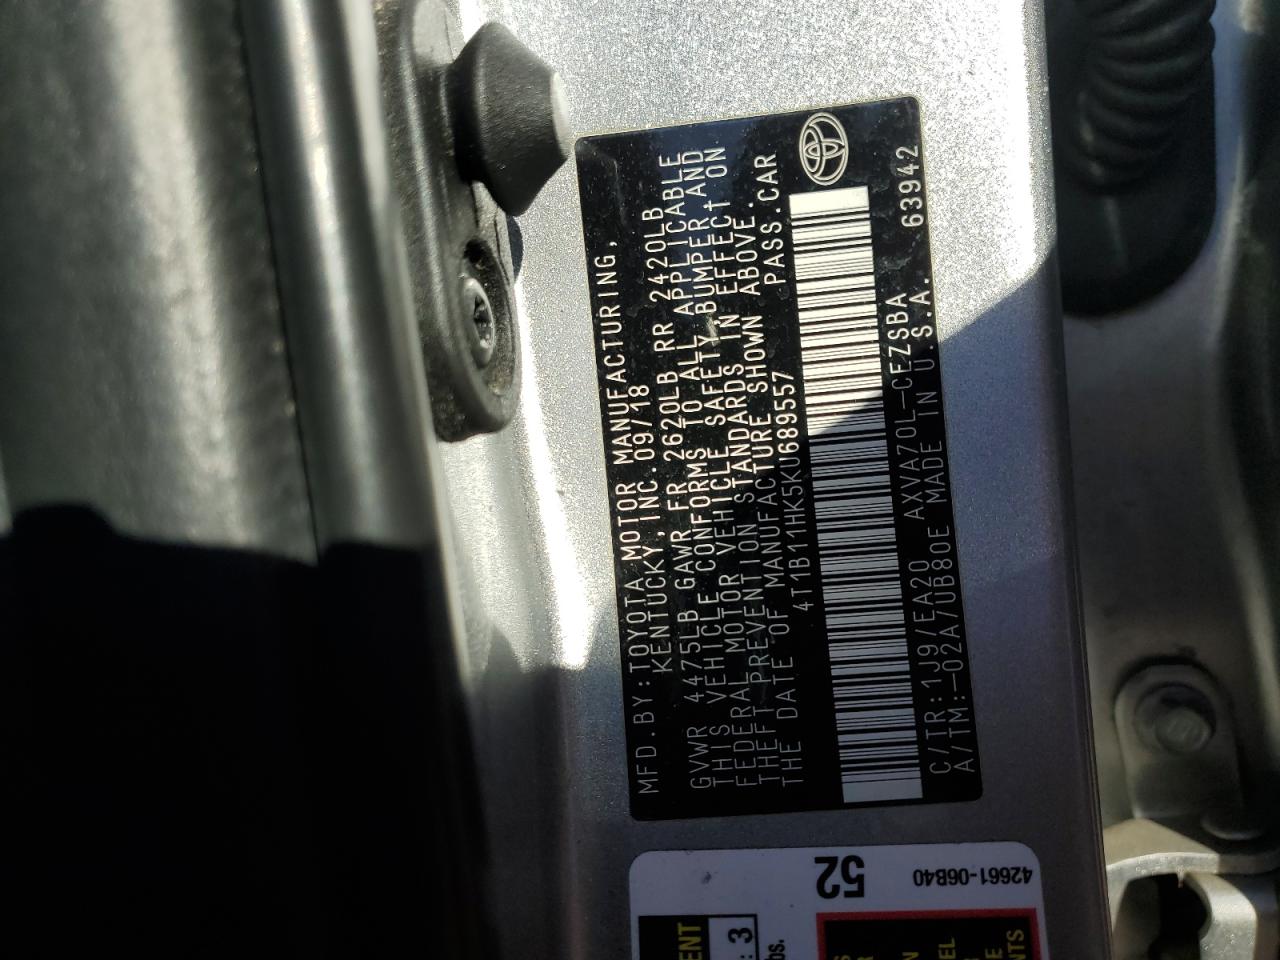 MFD.BY:TOYOTA MOTOR MANUFACTURING,
KENTUCKY,INC.09/18
GVWR 4475LB GAWR FR 2620LB RR 2420LB
THIS VEHICLE CONFORMS TO ALL APPLICABLE
FEDERAL MOTOR VEHICLE SAFETY,BUMPER,AND
THEFT PREVENTION STANDARDS IN EFFECT ON
THE DATE OF MANUFACTURE SHOWN ABOVE.
4T1B11HK5KU689557 PASS.CAR
C/TR:1J9/EA20 AXVA70L-CEZSBA
A/TM:-02A/UB80E MADE IN U.S.A. 63942
52
42661-06B40
ENT
: 3
bs.